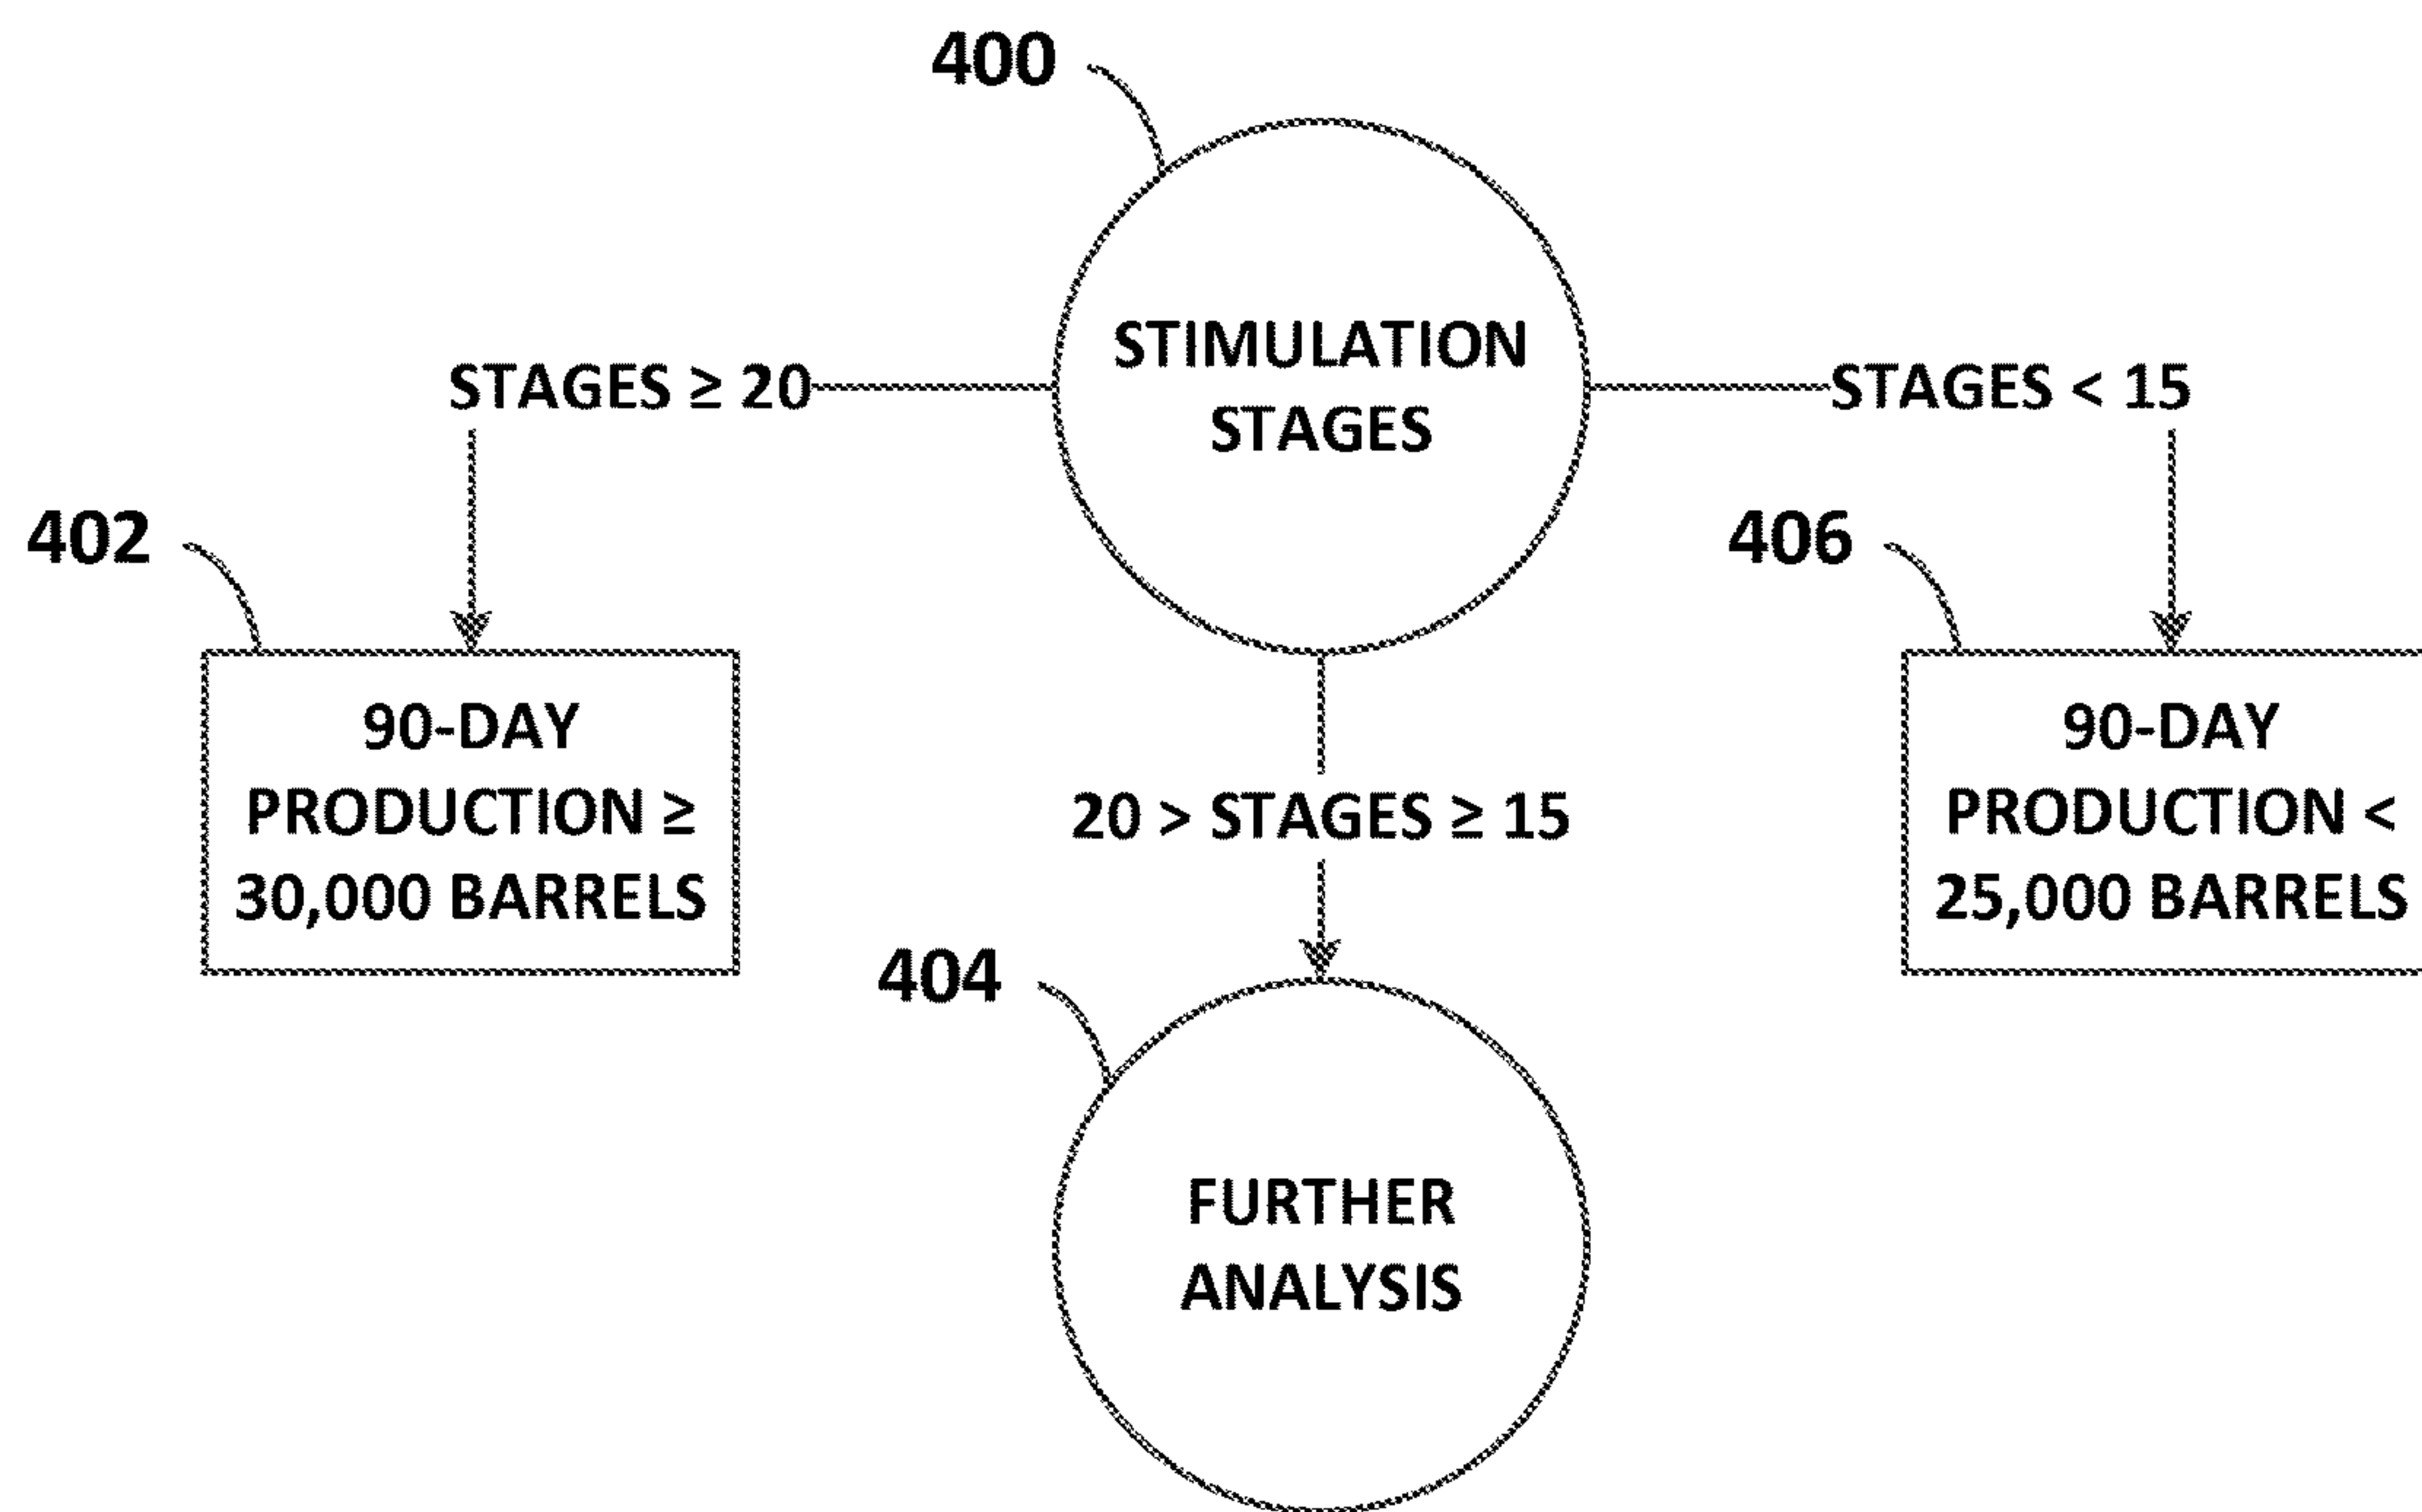 400
STIMULATION
STAGES
STAGES ≥ 20
STAGES < 15
402
406
90-DAY
PRODUCTION ≥
30,000 BARRELS
20 > STAGES ≥ 15
90-DAY
PRODUCTION <
25,000 BARRELS
404
FURTHER
ANALYSIS